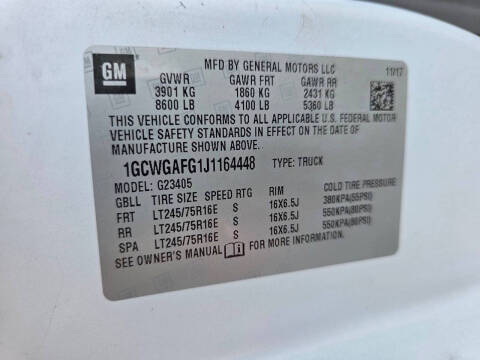 GM
MFD BY GENERAL MOTORS LLC
11/17
GVWR GAWR FRT GAWR RR
3901 KG 1860 KG 2431 KG
8600 LB 4100 LB 5360 LB
THIS VEHICLE CONFORMS TO ALL APPLICABLE U.S. FEDERAL MOTOR
VEHICLE SAFETY STANDARDS IN EFFECT ON THE DATE OF
MANUFACTURE SHOWN ABOVE.
1GCWGAFG1J1164448 TYPE: TRUCK
MODEL: G23405
GBLL TIRE SIZE SPEED RTG RIM COLD TIRE PRESSURE
FRT LT245/75R16E S 16X6.5J 380KPA(55PSI)
RR LT245/75R16E S 16X6.5J 550KPA(80PSI)
SPA LT245/75R16E S 16X6.5J 550KPA(80PSI)
SEE OWNER'S MANUAL FOR MORE INFORMATION.